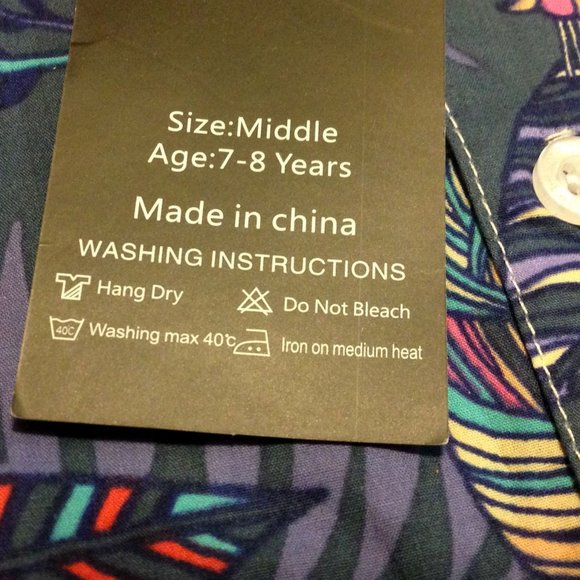 Size:Middle
Age:7-8 Years
Made in china
WASHING INSTRUCTIONS
Hang Dry
Do Not Bleach
40C Washing max 40℃
Iron on medium heat